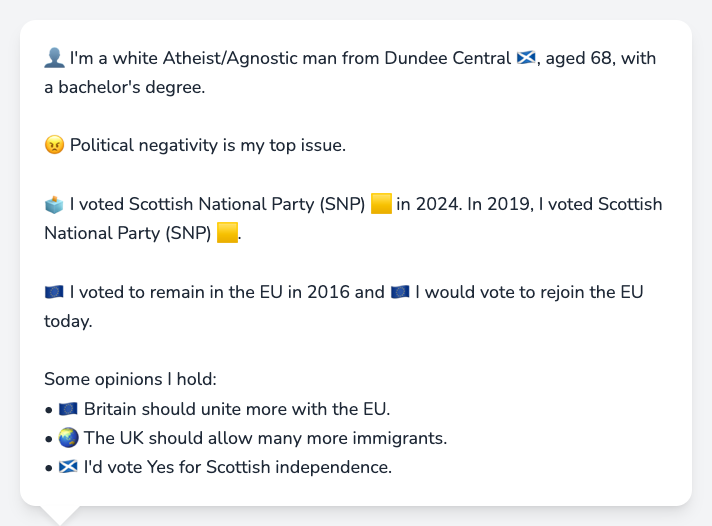 👤 I'm a white Atheist/Agnostic man from Dundee Central 🏴󠁧󠁢󠁳󠁣󠁴󠁿, aged 68, with
a bachelor's degree.
😠 Political negativity is my top issue.
🗳️ I voted Scottish National Party (SNP) 🟨 in 2024. In 2019, I voted Scottish
National Party (SNP) 🟨.
🇪🇺 I voted to remain in the EU in 2016 and 🇪🇺 I would vote to rejoin the EU
today.
Some opinions I hold:
• 🇪🇺 Britain should unite more with the EU.
• 🌏 The UK should allow many more immigrants.
• 🏴󠁧󠁢󠁳󠁣󠁴󠁿 I'd vote Yes for Scottish independence.